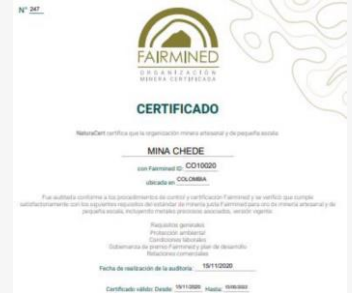 N° 247
FAIRMINED
ORGANIZACIÓN
MINERA CERTIFICADA
CERTIFICADO
NaturaCert certifica que la organización minera artesanal y de pequeña escala:
MINA CHEDE
con Fairmined ID: CO10020
ubicada en COLOMBIA
Fue auditada conforme a los procedimientos de control y certificación Fairmined y se verificó que cumple
satisfactoriamente con los siguientes requisitos del estándar de minería justa Fairmined para oro de minería artesanal y de
pequeña escala, incluyendo metales preciosos asociados, versión vigente:
Requisitos generales
Protección ambiental
Condiciones laborales
Gobernanza de premio Fairmined y plan de desarrollo
Relaciones comerciales
Fecha de realización de la auditoría: 15/11/2020
Certificado válido: Desde: 15/11/2020 Hasta: